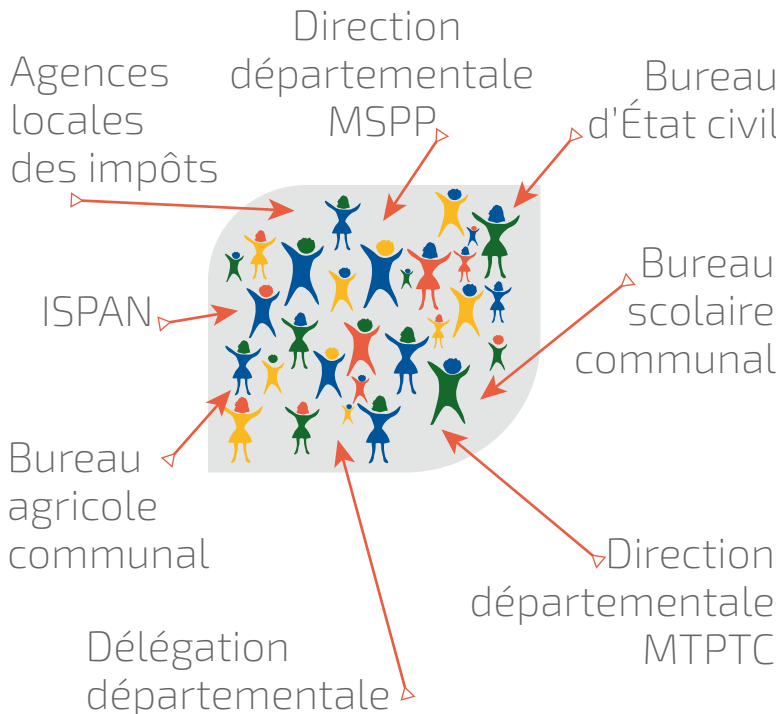 Agences
locales
des impôts
Direction
départementale
MSPP
Bureau
d’État civil
ISPAN
Bureau
scolaire
communal
Bureau
agricole
communal
Direction
départementale
MTPTC
Délégation
départementale